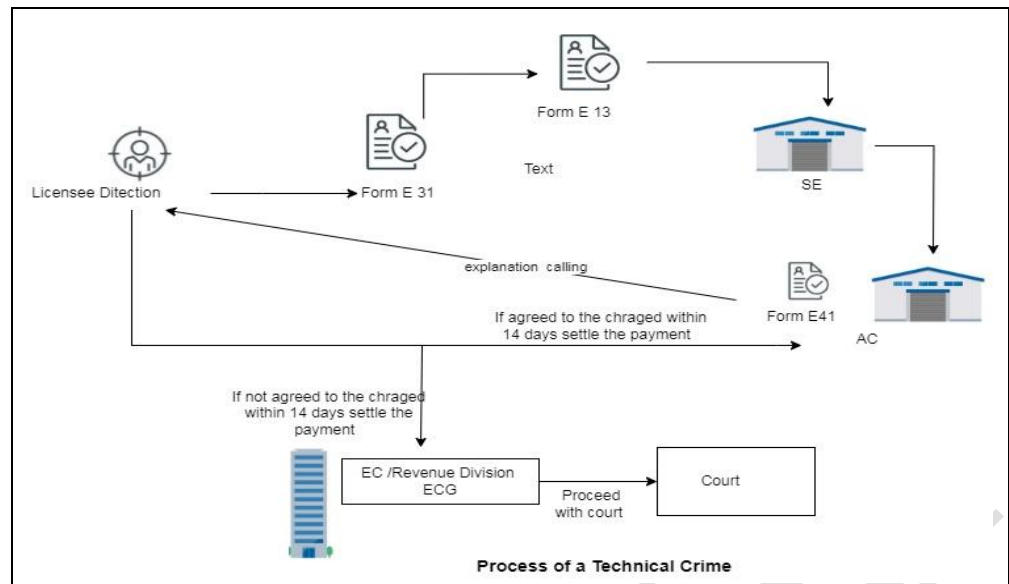 Form E 13
Text
Licensee Ditection
Form E 31
SE
explanation calling
Form E41
AC
If agreed to the chraged within
14 days settle the payment
If not agreed to the chraged
within 14 days settle the
payment
EC /Revenue Division
ECG
Proceed
with court
Court
Process of a Technical Crime